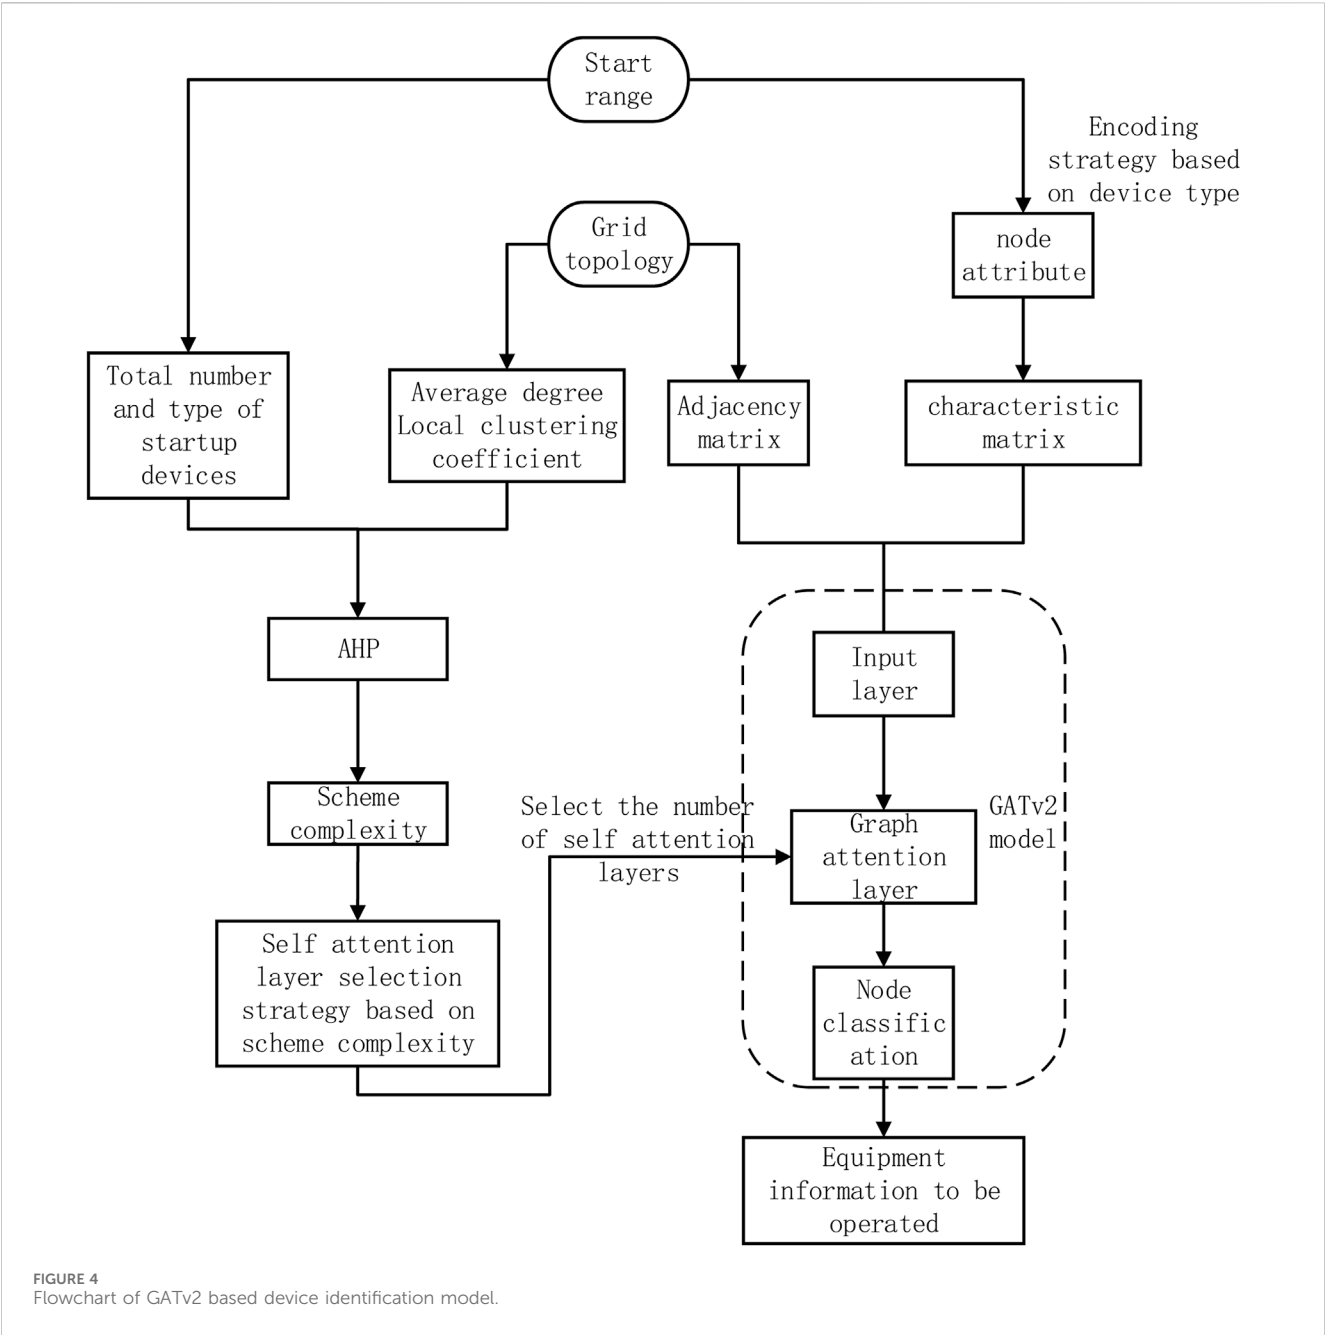 Start
range
Encoding
strategy based
on device type
Grid
topology
node
attribute
Total number
and type of
startup
devices
Average degree
Local clustering
coefficient
Adjacency
matrix
characteristic
matrix
AHP
Input
layer
Scheme
complexity
Select the number
of self attention
layers
Graph
attention
layer
GATv2
model
Self attention
layer selection
strategy based on
scheme complexity
Node
classific
ation
Equipment
information to be
operated
FIGURE 4
Flowchart of GATv2 based device identification model.